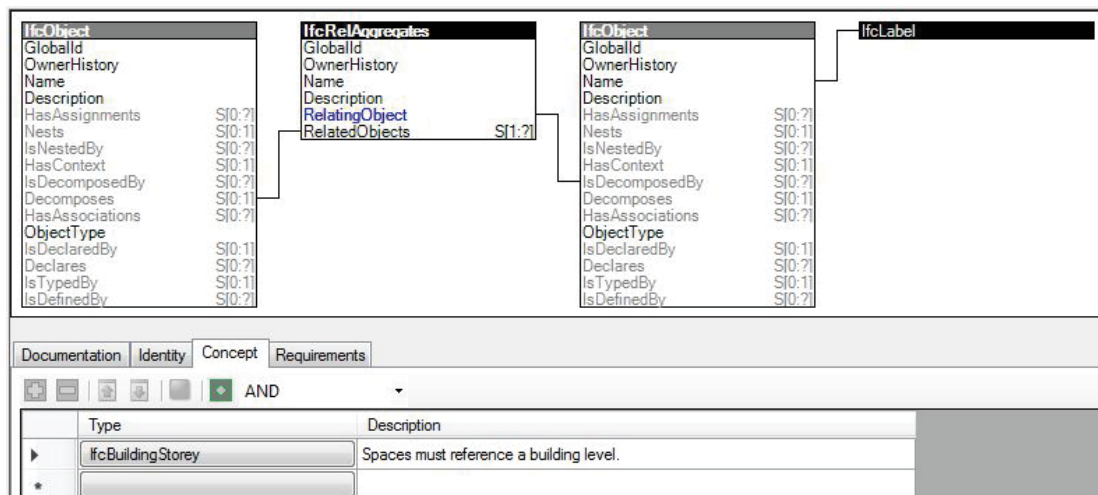 IfcObject
GlobalId
OwnerHistory
Name
Description
HasAssignments S[0:?]
Nests S[0:1]
IsNestedBy S[0:?]
HasContext S[0:1]
IsDecomposedBy S[0:?]
Decomposes S[0:1]
HasAssociations S[0:?]
ObjectType
IsDeclaredBy S[0:1]
Declares S[0:?]
IsTypedBy S[0:1]
IsDefinedBy S[0:?]
IfcRelAggregates
GlobalId
OwnerHistory
Name
Description
RelatingObject
RelatedObjects S[1:?]
IfcObject
GlobalId
OwnerHistory
Name
Description
HasAssignments S[0:?]
Nests S[0:1]
IsNestedBy S[0:?]
HasContext S[0:1]
IsDecomposedBy S[0:?]
Decomposes S[0:1]
HasAssociations S[0:?]
ObjectType
IsDeclaredBy S[0:1]
Declares S[0:?]
IsTypedBy S[0:1]
IsDefinedBy S[0:?]
IfcLabel
Documentation Identity Concept Requirements
AND
Type Description
IfcBuildingStorey Spaces must reference a building level.
*